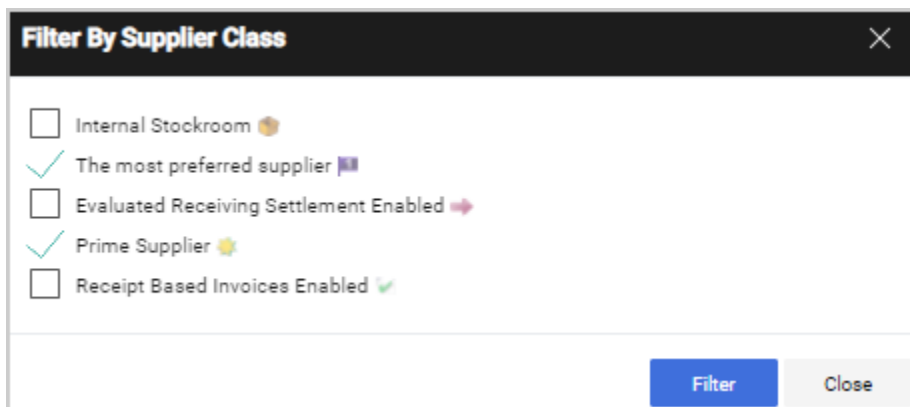 Filter By Supplier Class
Internal Stockroom
The most preferred supplier
Evaluated Receiving Settlement Enabled
Prime Supplier
Receipt Based Invoices Enabled
Filter Close